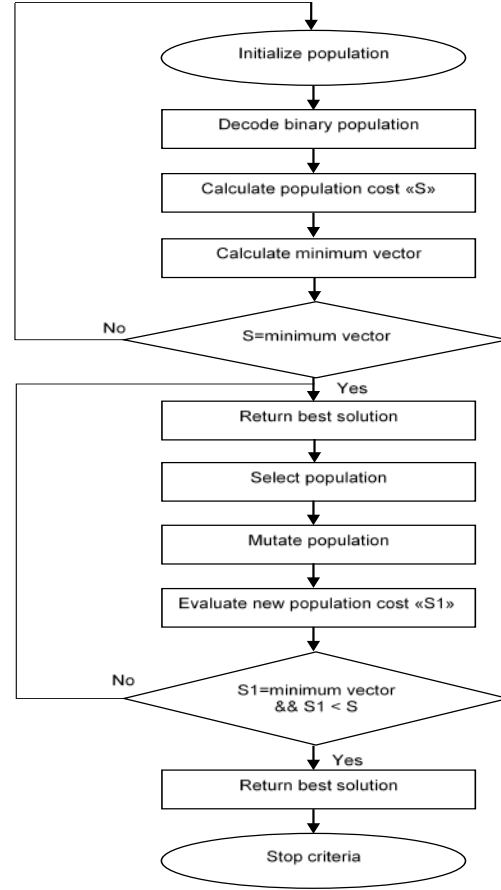 Initialize population
Decode binary population
Calculate population cost «S»
Calculate minimum vector
No
S=minimum vector
Yes
Return best solution
Select population
Mutate population
Evaluate new population cost «S1»
No
S1=minimum vector
&& S1 < S
Yes
Return best solution
Stop criteria